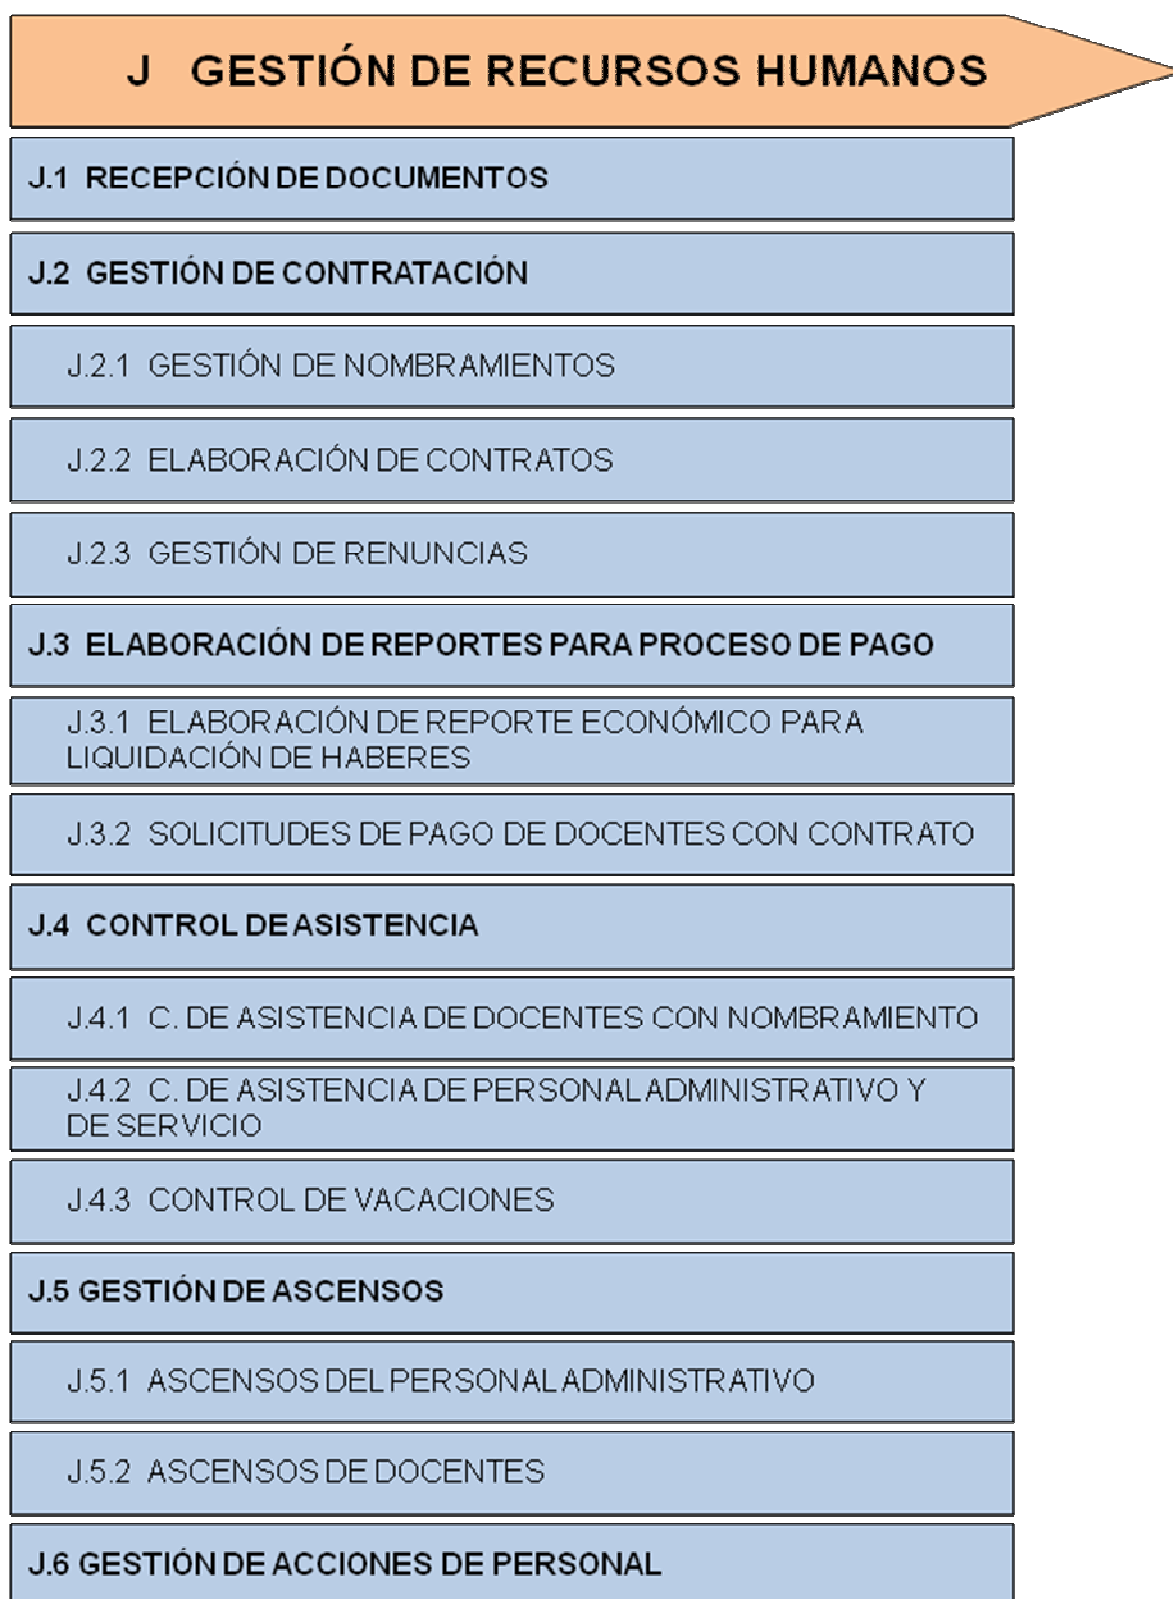 J GESTIÓN DE RECURSOS HUMANOS
J.1 RECEPCIÓN DE DOCUMENTOS
J.2 GESTIÓN DE CONTRATACIÓN
J.2.1 GESTIÓN DE NOMBRAMIENTOS
J.2.2 ELABORACIÓN DE CONTRATOS
J.2.3 GESTIÓN DE RENUNCIAS
J.3 ELABORACIÓN DE REPORTES PARA PROCESO DE PAGO
J.3.1 ELABORACIÓN DE REPORTE ECONÓMICO PARA
LIQUIDACIÓN DE HABERES
J.3.2 SOLICITUDES DE PAGO DE DOCENTES CON CONTRATO
J.4 CONTROL DE ASISTENCIA
J.4.1 C. DE ASISTENCIA DE DOCENTES CON NOMBRAMIENTO
J.4.2 C. DE ASISTENCIA DE PERSONAL ADMINISTRATIVO Y
DE SERVICIO
J.4.3 CONTROL DE VACACIONES
J.5 GESTIÓN DE ASCENSOS
J.5.1 ASCENSOS DEL PERSONAL ADMINISTRATIVO
J.5.2 ASCENSOS DE DOCENTES
J.6 GESTIÓN DE ACCIONES DE PERSONAL